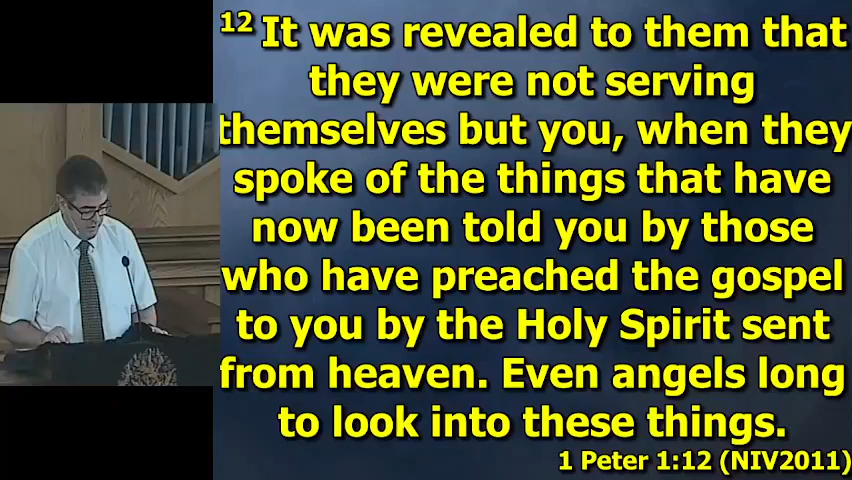 12 It was revealed to them that
they were not serving
themselves but you, when they
spoke of the things that have
now been told you by those
who have preached the gospel
to you by the Holy Spirit sent
from heaven. Even angels long
to look into these things.
1 Peter 1:12 (NIV2011)